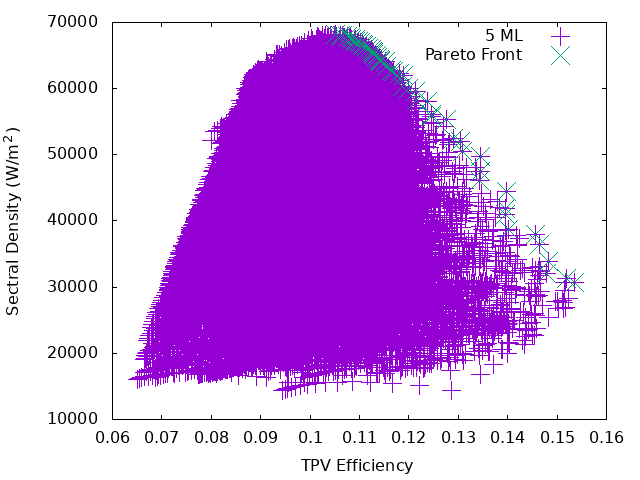 70000
60000
50000
40000
30000
20000
10000
0.06 0.07 0.08 0.09 0.1 0.11 0.12 0.13 0.14 0.15 0.16
Sectral Density (W/m²)
TPV Efficiency
5 ML
Pareto Front